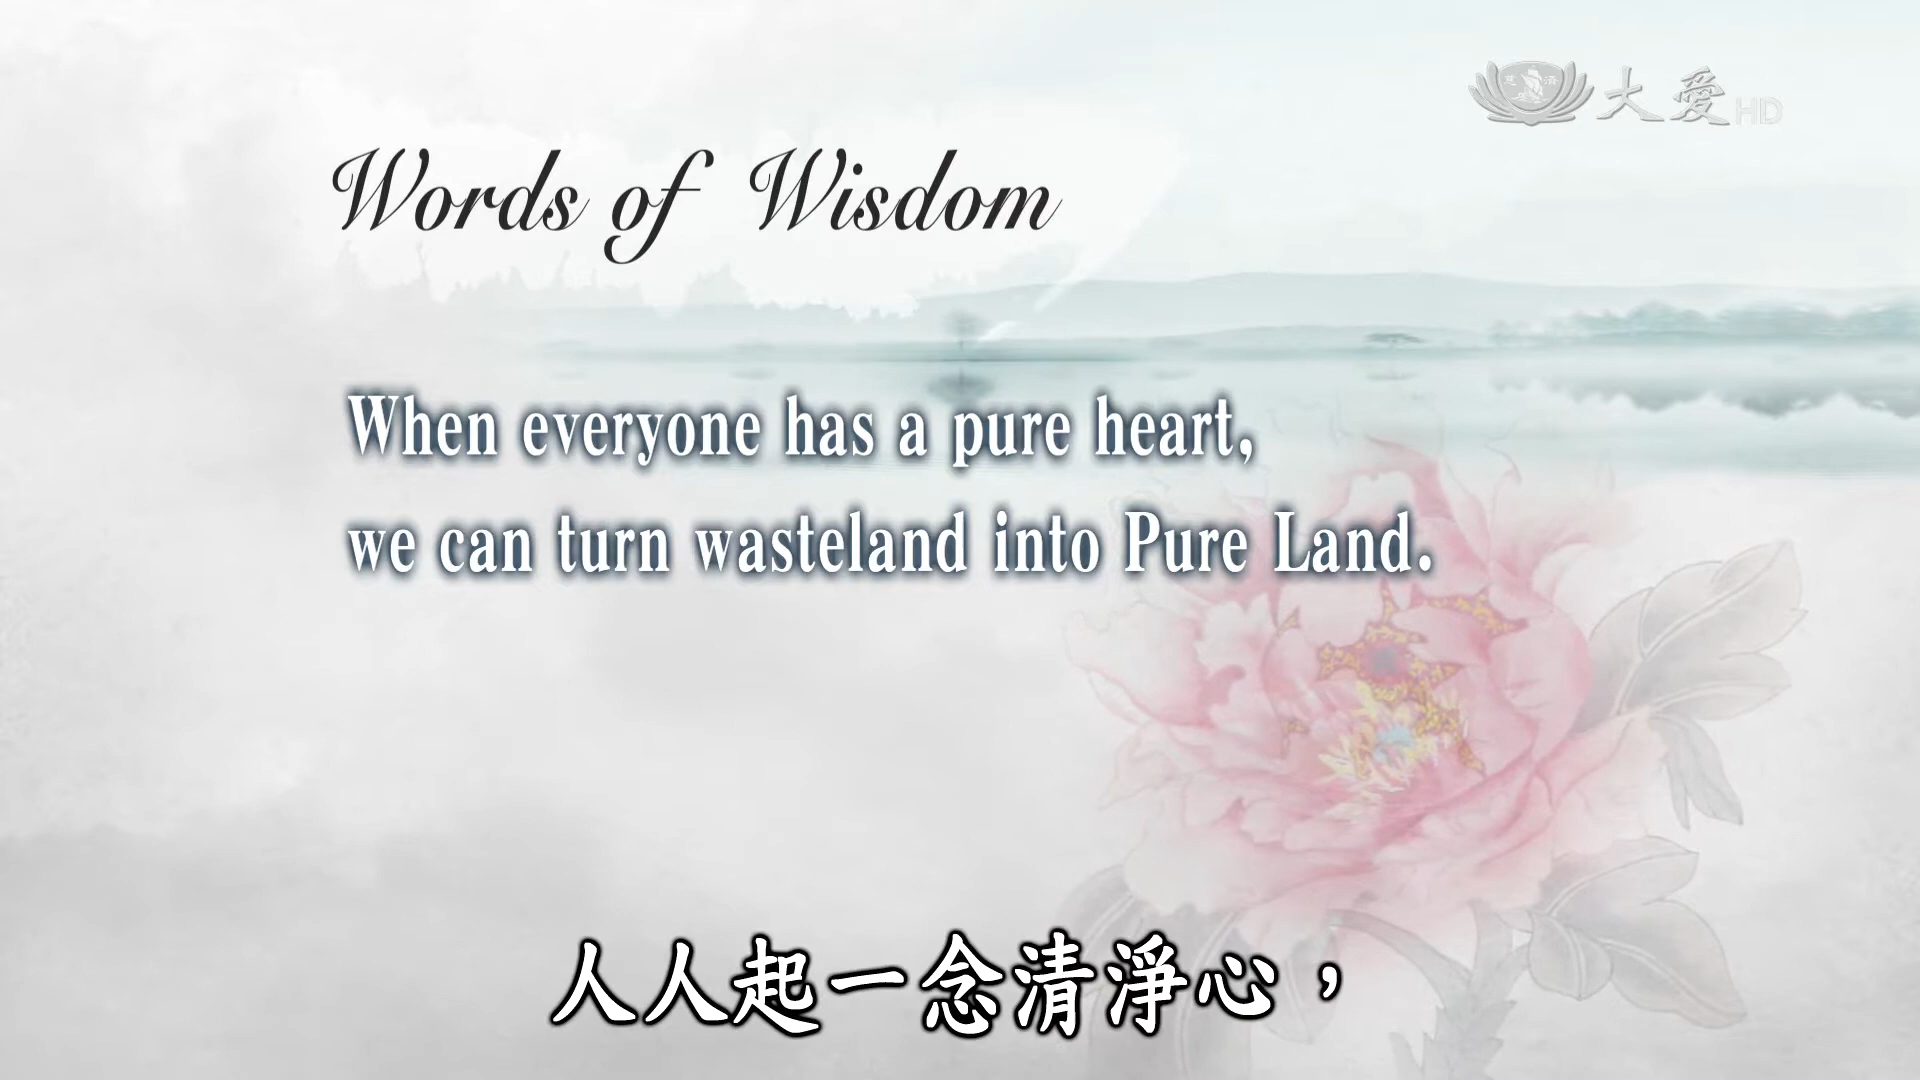 大愛HD
Words of Wisdom
When everyone has a pure heart,
we can turn wasteland into Pure Land.
人人起一念清淨心，